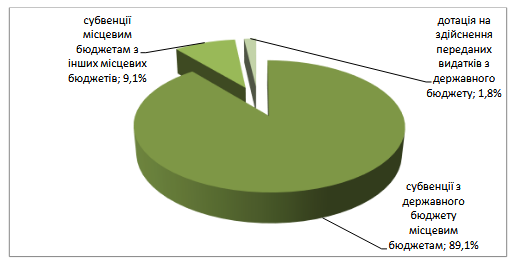 субвенції
місцевим
бюджетам з
інших місцевих
бюджетів; 9,1%
дотація на
здійснення
переданих
видатків з
державного
бюджету; 1,8%
субвенції з
державного
бюджету
місцевим
бюджетам; 89,1%